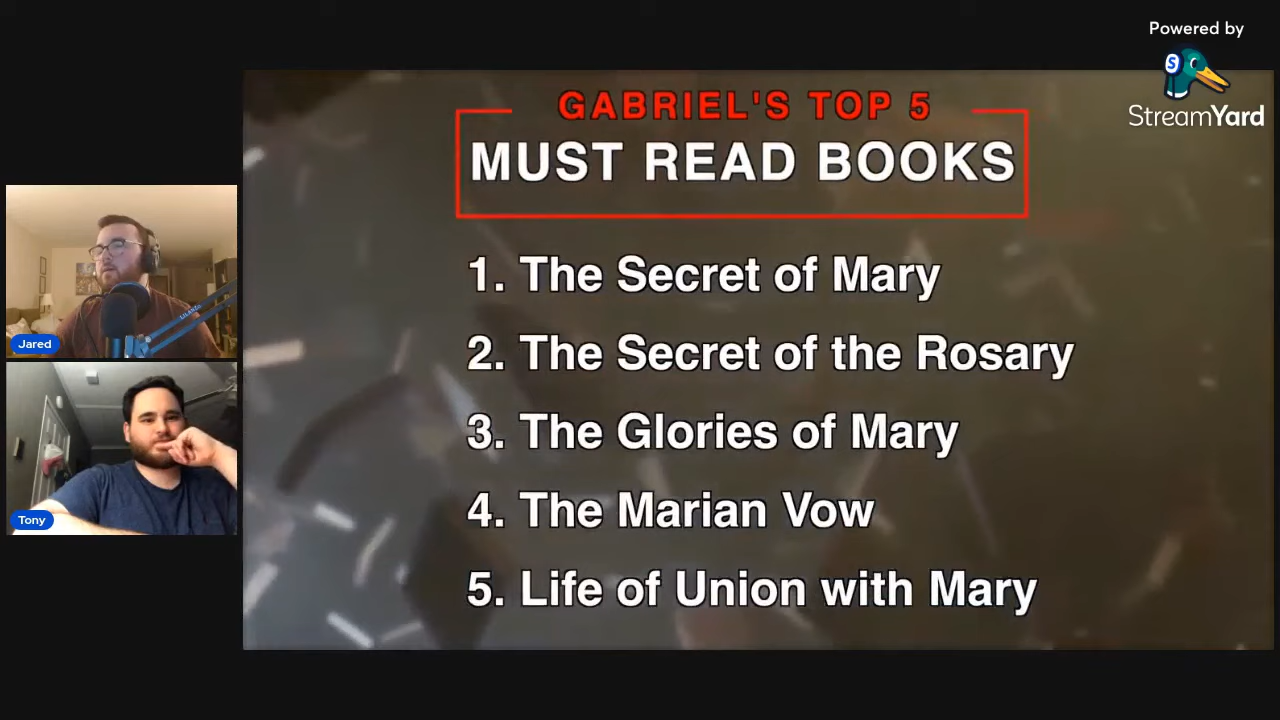 Powered by
S
StreamYard
GABRIEL'S TOP 5
MUST READ BOOKS
1. The Secret of Mary
2. The Secret of the Rosary
3. The Glories of Mary
4. The Marian Vow
5. Life of Union with Mary
Jared
Tony